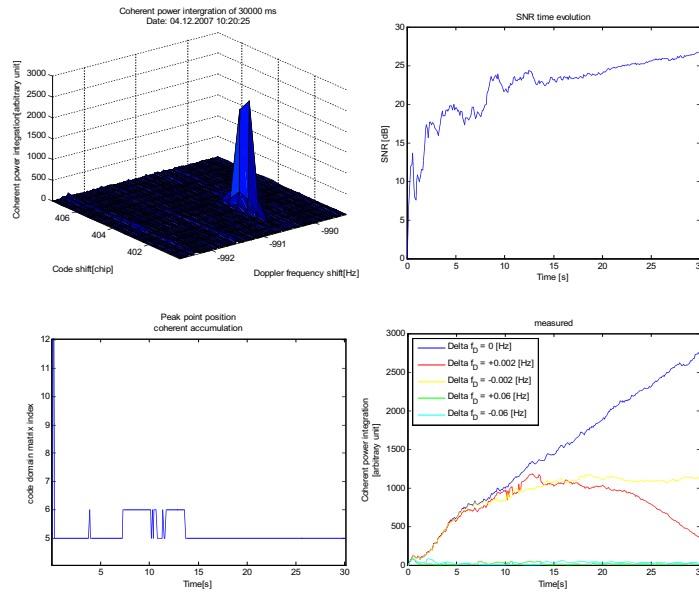 Coherent power intergration of 30000 ms
Date: 04.12.2007 10:20:25
Coherent power integration[arbitrary unit]
3000
2500
2000
1500
1000
500
0
406
404
402
Code shift[chip]
-992
-991
-990
Doppler frequency shift[Hz]
SNR time evolution
SNR [dB]
30
25
20
15
10
5
0
0 5 10 15 20 25 30
Time [s]
Peak point position
coherent accumulation
code domain matrix index
12
11
10
9
8
7
6
5
4
5 10 15 20 25 30
Time[s]
measured
Coherent power integration
[arbitrary unit]
3000
2500
2000
1500
1000
500
0
Delta f_D = 0 [Hz]
Delta f_D = +0.002 [Hz]
Delta f_D = -0.002 [Hz]
Delta f_D = +0.06 [Hz]
Delta f_D = -0.06 [Hz]
0 5 10 15 20 25 30
Time[s]